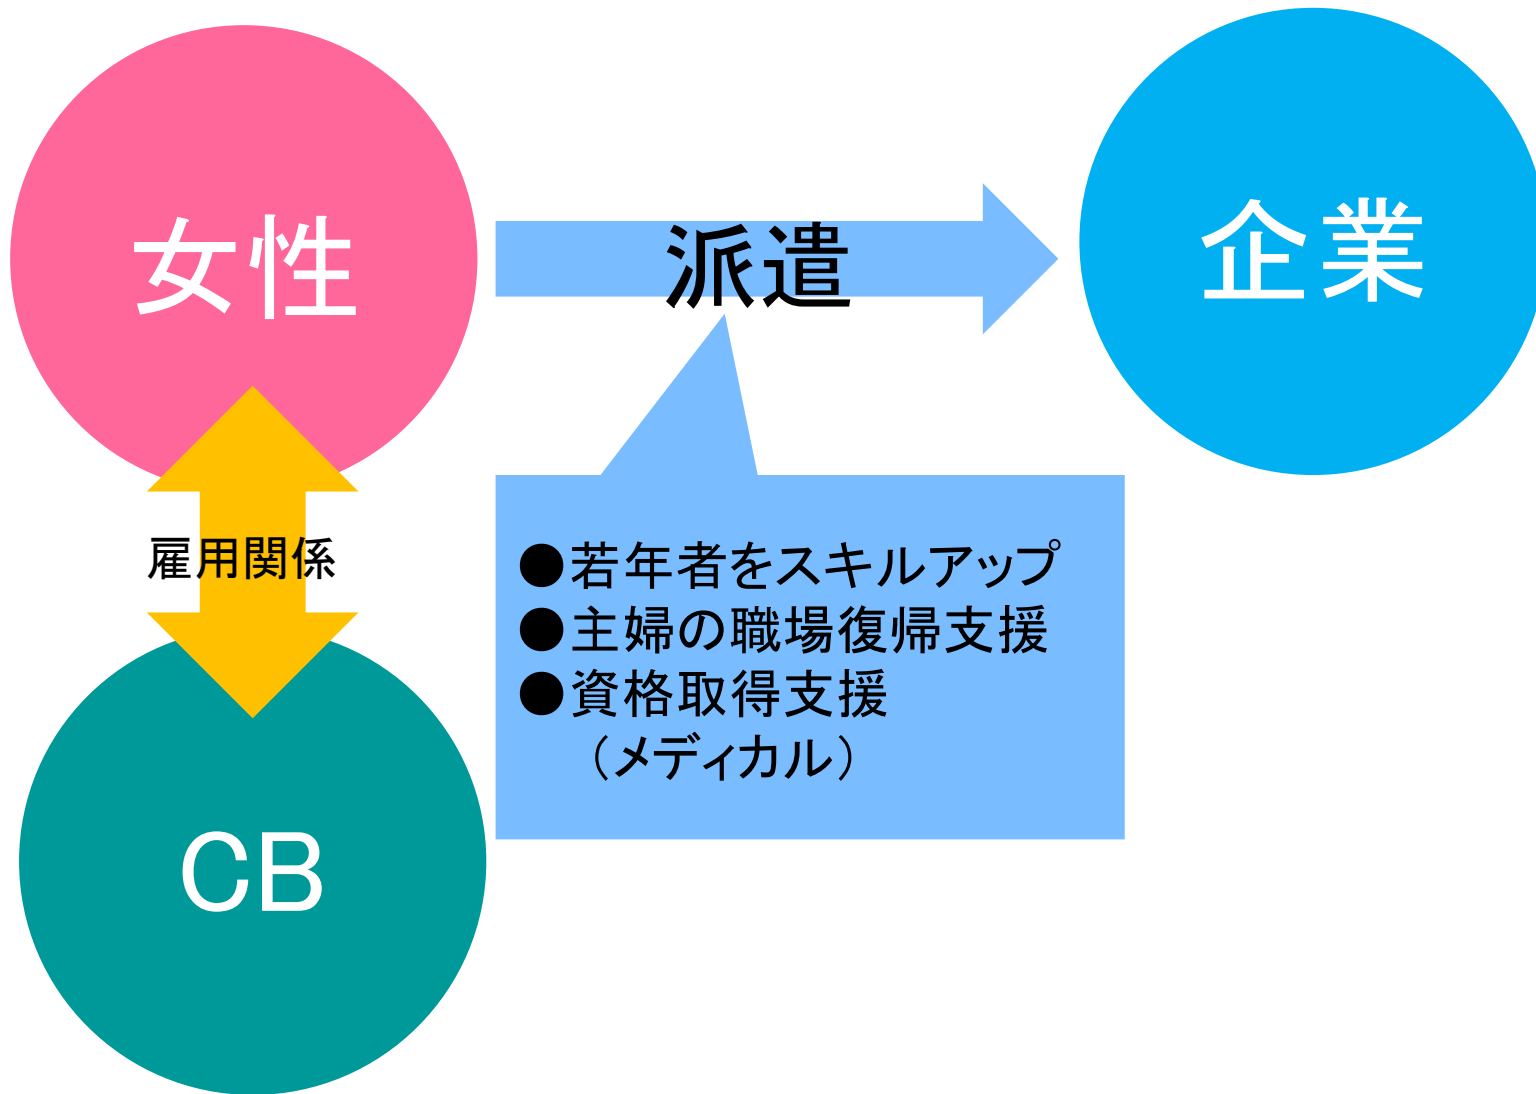 女性
派遣
企業
雇用関係
●若年者をスキルアップ
●主婦の職場復帰支援
●資格取得支援
（メディカル）
CB